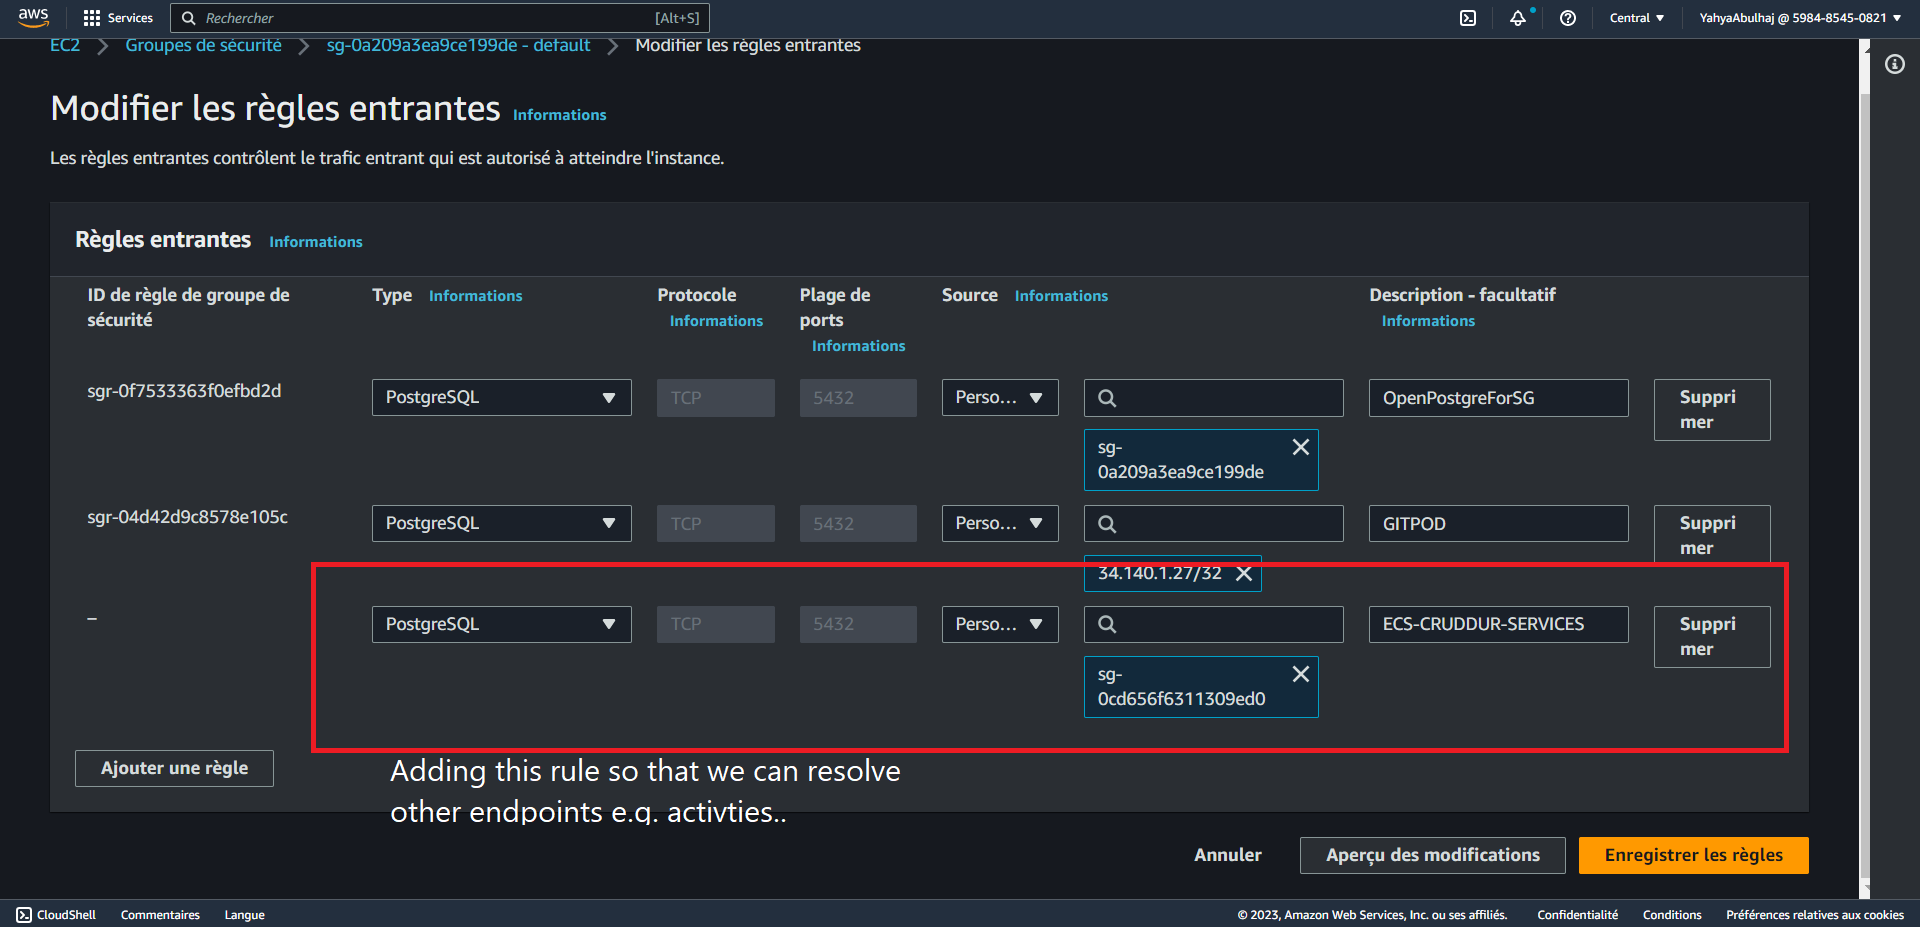 aws
Services
Rechercher
[Alt+S]
Central
YahyaAbulhaj @ 5984-8545-0821
EC2
Groupes de sécurité
sg-0a209a3ea9ce199de - default
Modifier les règles entrantes
Modifier les règles entrantes
Informations
Les règles entrantes contrôlent le trafic entrant qui est autorisé à atteindre l'instance.
Règles entrantes
Informations
ID de règle de groupe de
sécurité
Type
Informations
Protocole
Informations
Plage de
ports
Informations
Source
Informations
Description - facultatif
Informations
sgr-0f7533363f0efbd2d
PostgreSQL
TCP
5432
Perso...
OpenPostgreForSG
Suppri
mer
sg-
0a209a3ea9ce199de
sgr-04d42d9c8578e105c
PostgreSQL
TCP
5432
Perso...
GITPOD
Suppri
mer
34.140.1.27/32
–
PostgreSQL
TCP
5432
Perso...
ECS-CRUDDUR-SERVICES
Suppri
mer
sg-
0cd656f6311309ed0
Ajouter une règle
Adding this rule so that we can resolve
other endpoints e.g. activties..
Annuler
Aperçu des modifications
Enregistrer les règles
CloudShell
Commentaires
Langue
© 2023, Amazon Web Services, Inc. ou ses affiliés.
Confidentialité
Conditions
Préférences relatives aux cookies